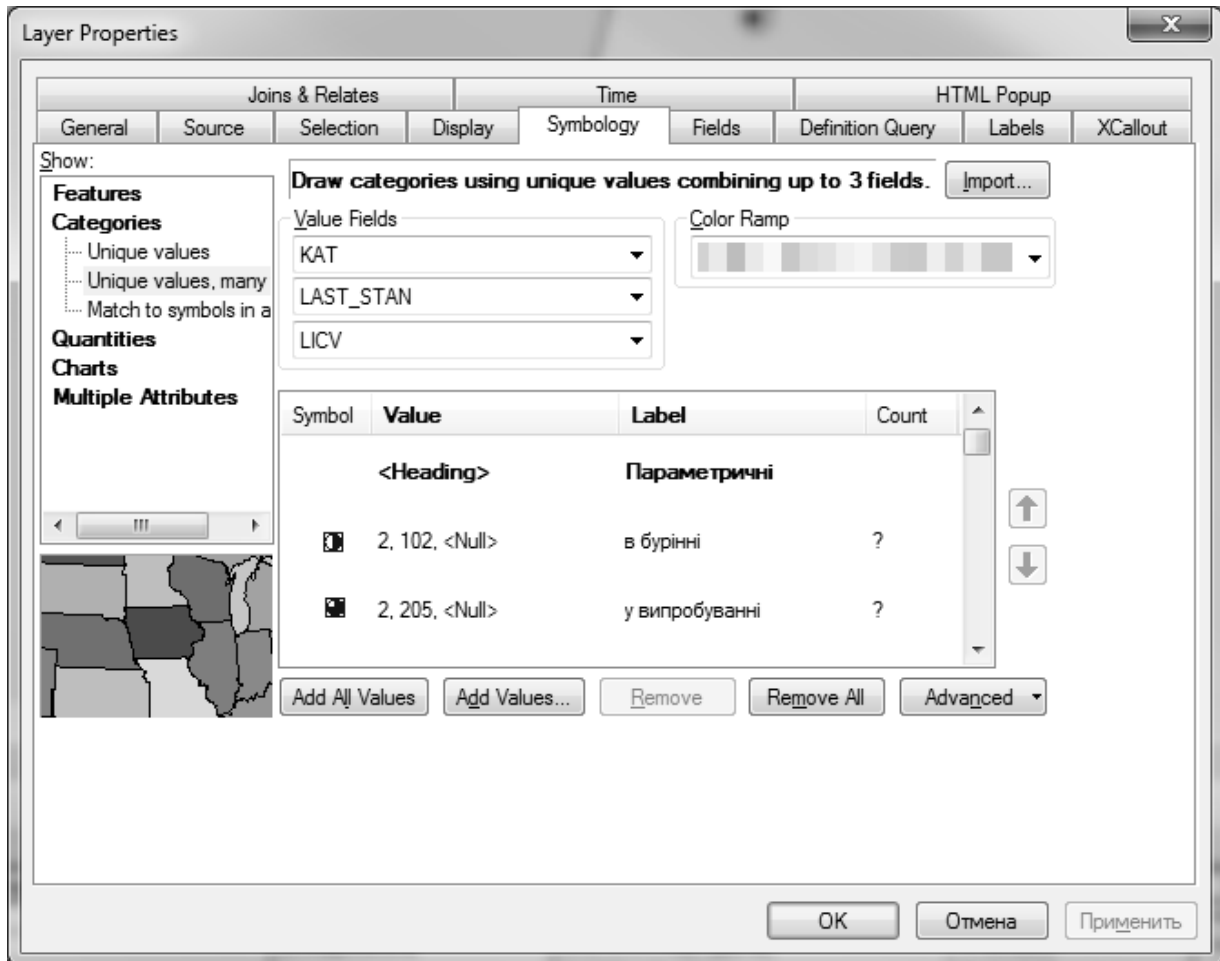 Layer Properties
x
Joins & Relates Time HTML Popup
General Source Selection Display Symbology Fields Definition Query Labels XCallout
Show:
Features
Categories
Unique values
Unique values, many
Match to symbols in a
Quantities
Charts
Multiple Attributes
Draw categories using unique values combining up to 3 fields. Import...
Value Fields
KAT
LAST_STAN
LICV
Color Ramp
Symbol Value Label Count
<Heading> Параметричні
2, 102, <Null> в бурінні ?
2, 205, <Null> у випробуванні ?
Add All Values Add Values... Remove Remove All Advanced
OK Отмена Применить